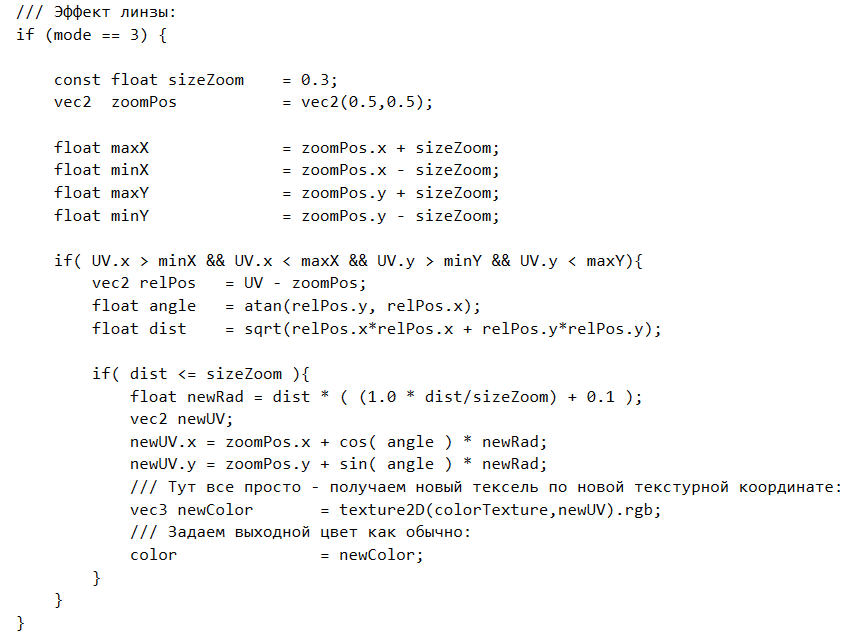 /// Эффект линзы:
if (mode == 3) {
const float sizeZoom = 0.3;
vec2 zoomPos = vec2(0.5,0.5);
float maxX = zoomPos.x + sizeZoom;
float minX = zoomPos.x - sizeZoom;
float maxY = zoomPos.y + sizeZoom;
float minY = zoomPos.y - sizeZoom;
if( UV.x > minX && UV.x < maxX && UV.y > minY && UV.y < maxY){
vec2 relPos = UV - zoomPos;
float angle = atan(relPos.y, relPos.x);
float dist = sqrt(relPos.x*relPos.x + relPos.y*relPos.y);
if( dist <= sizeZoom ){
float newRad = dist * ( (1.0 * dist/sizeZoom) + 0.1 );
vec2 newUV;
newUV.x = zoomPos.x + cos( angle ) * newRad;
newUV.y = zoomPos.y + sin( angle ) * newRad;
/// Тут все просто - получаем новый тексель по новой текстурной координате:
vec3 newColor = texture2D(colorTexture,newUV).rgb;
/// Задаем выходной цвет как обычно:
color = newColor;
}
}
}